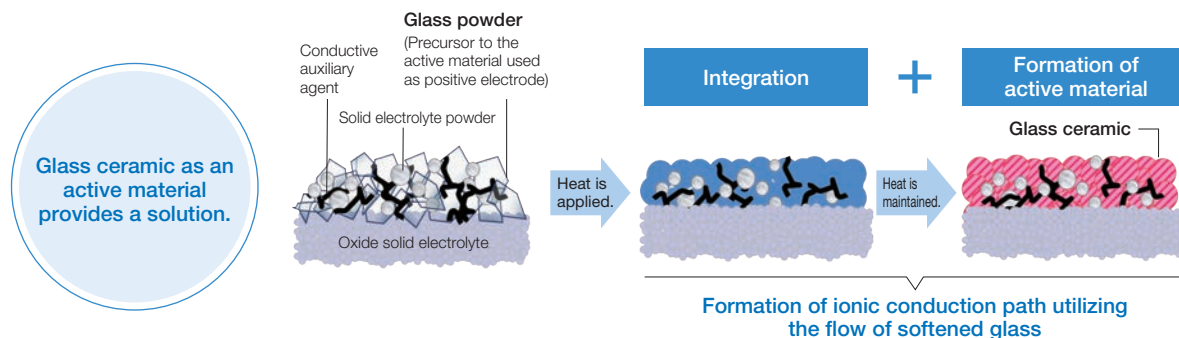 Glass ceramic as an
active material
provides a solution.
Conductive
auxiliary
agent
Glass powder
(Precursor to the
active material used
as positive electrode)
Solid electrolyte powder
Oxide solid electrolyte
Heat is
applied.
Integration
+
Formation of
active material
Glass ceramic
Heat is
maintained.
Formation of ionic conduction path utilizing
the flow of softened glass